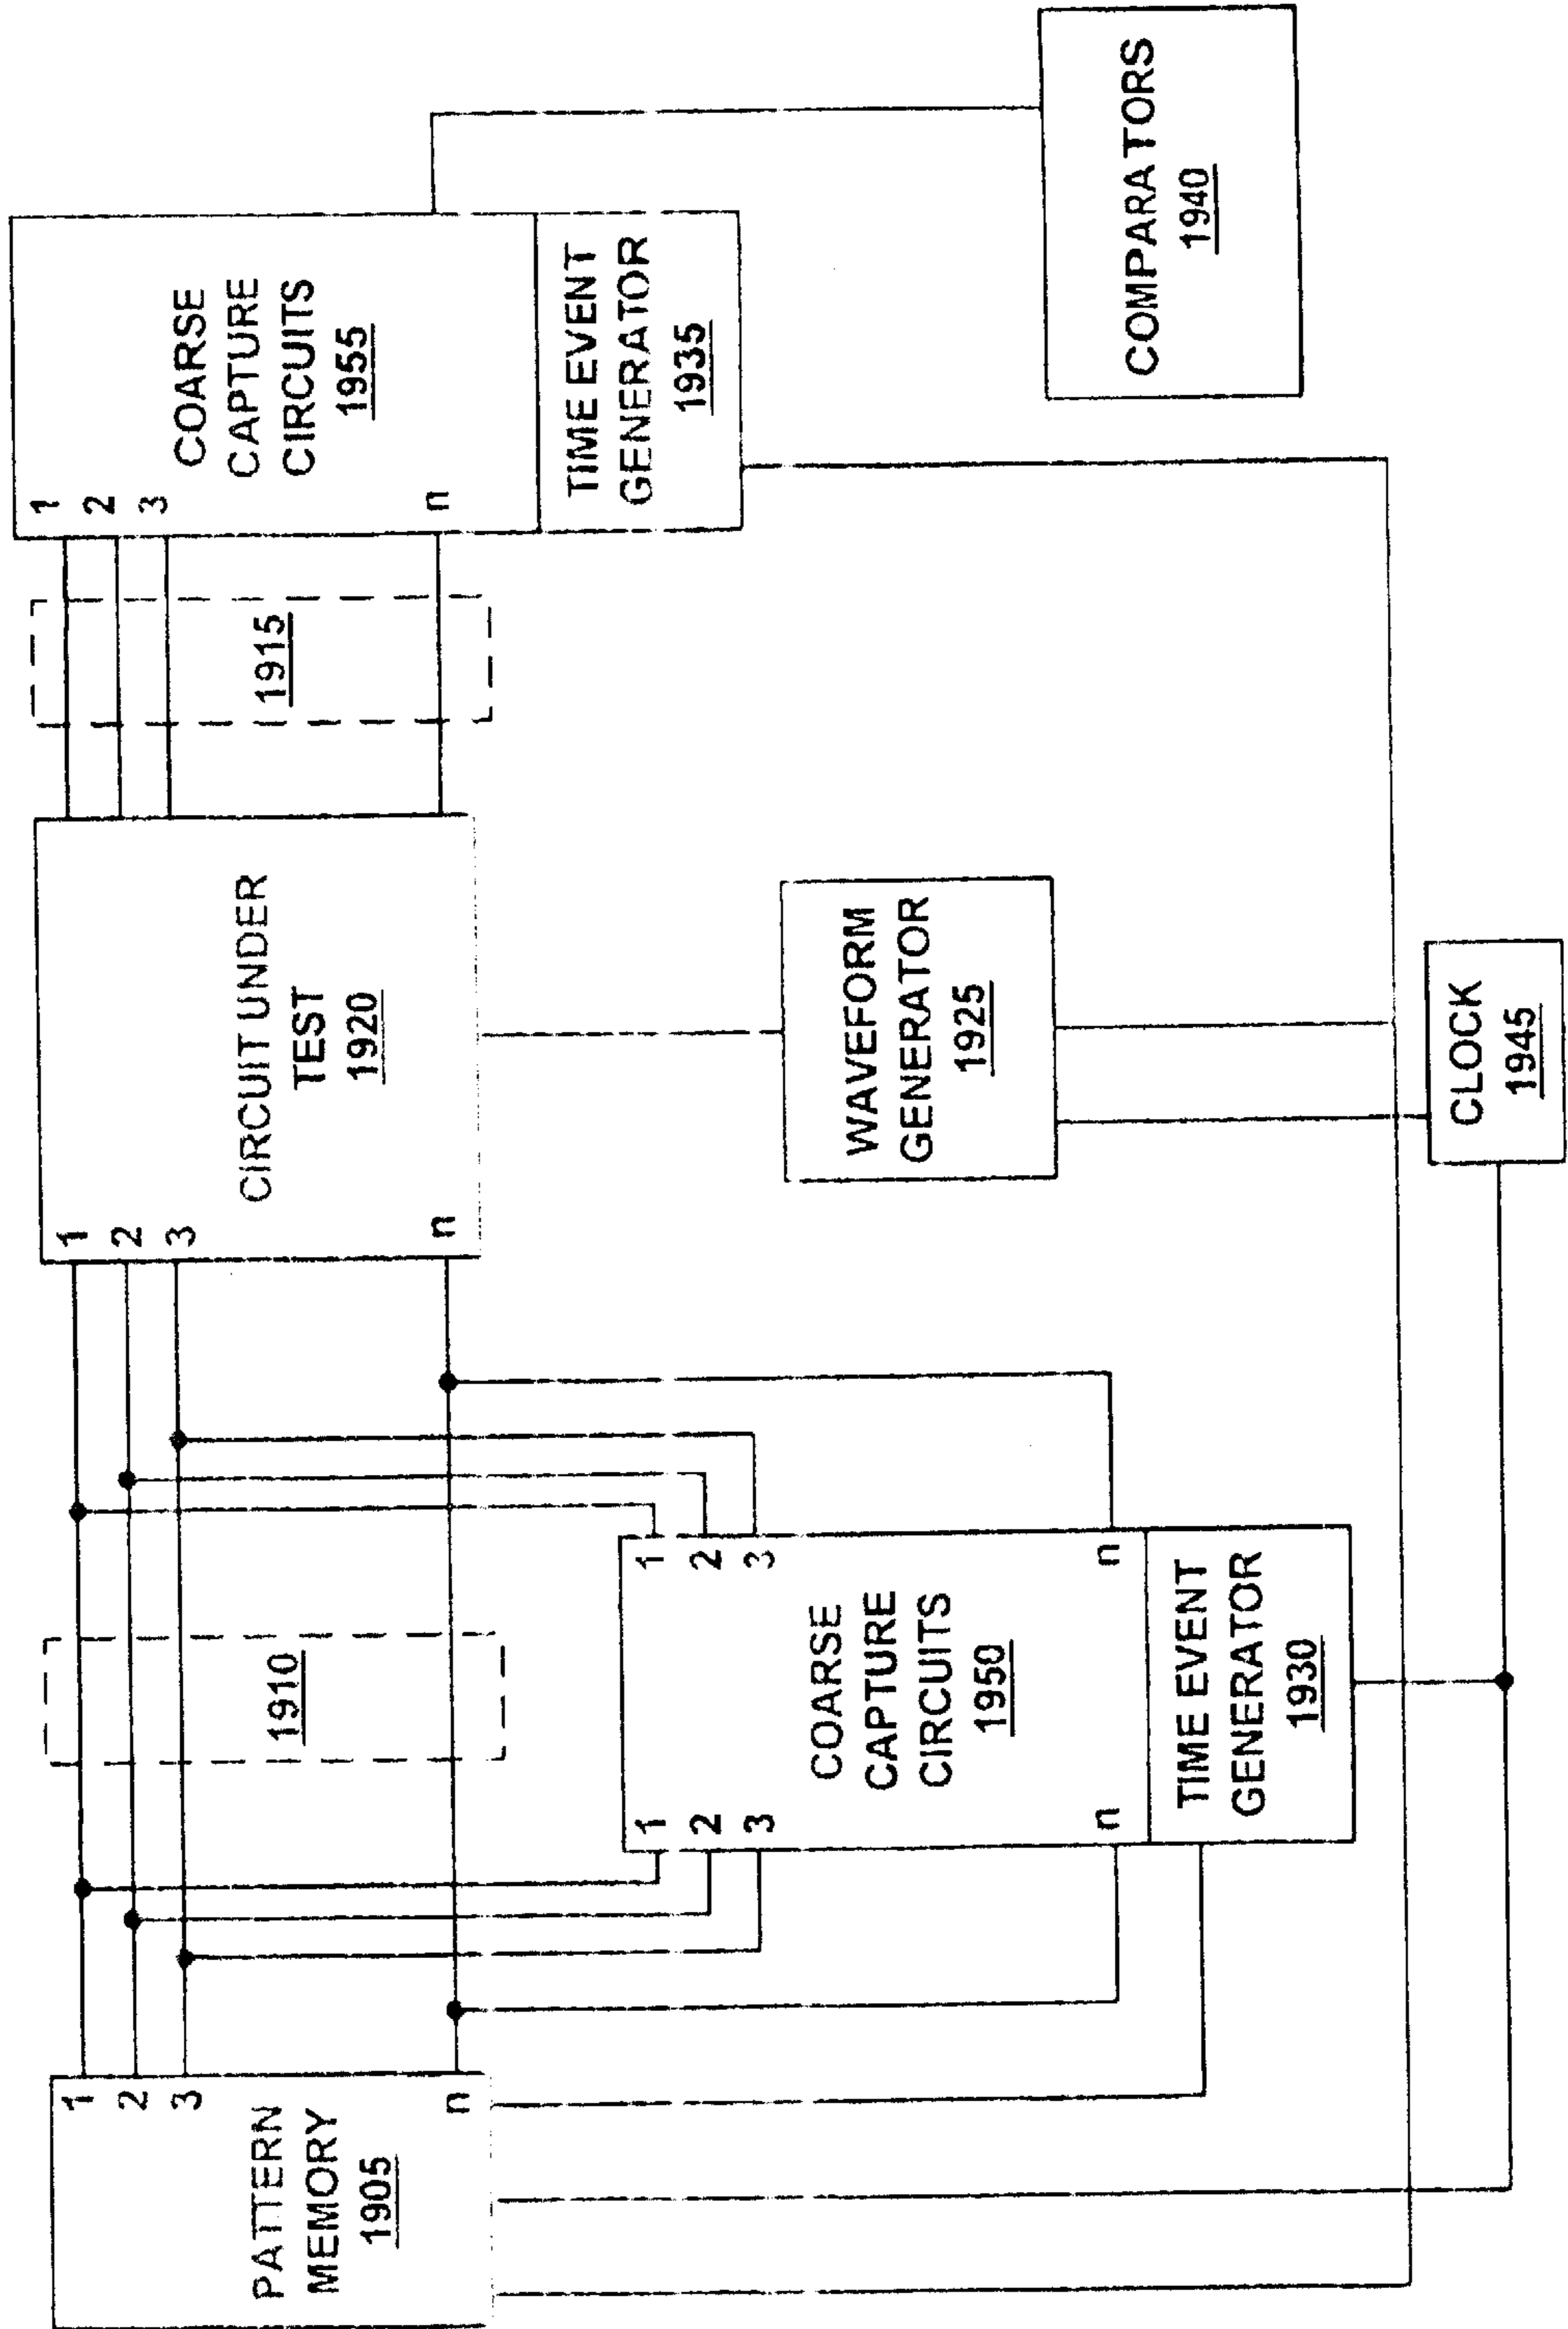 PATTERN
MEMORY
1905
1
2
3
n
1910
1
2
3
n
CIRCUIT UNDER
TEST
1920
1915
1
2
3
n
COARSE
CAPTURE
CIRCUITS
1955
TIME EVENT
GENERATOR
1935
1
2
3
n
COARSE
CAPTURE
CIRCUITS
1950
1
2
3
n
TIME EVENT
GENERATOR
1930
WAVEFORM
GENERATOR
1925
COMPARATORS
1940
CLOCK
1945